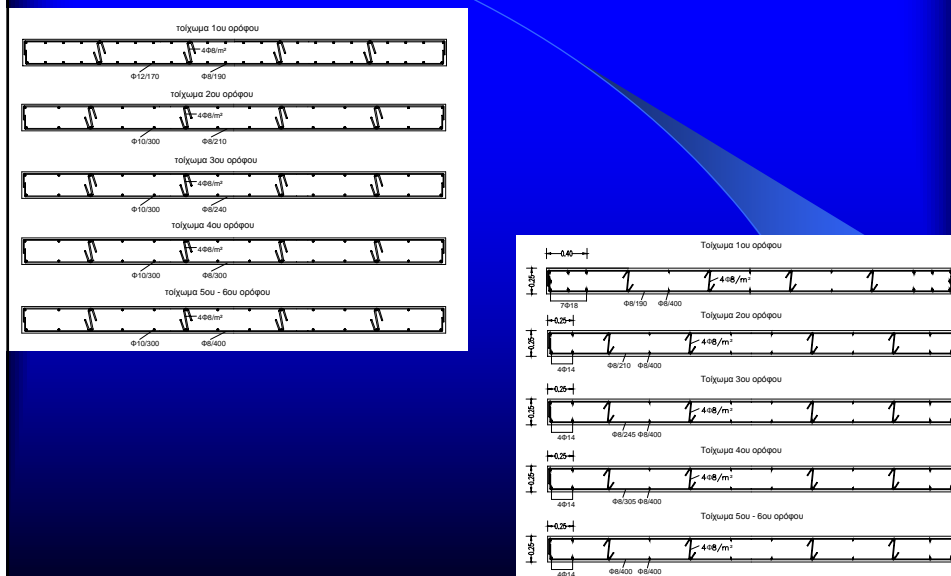 τοίχωμα 1ου ορόφου
4Φ8/m²
Φ12/170 Φ8/190
τοίχωμα 2ου ορόφου
4Φ8/m²
Φ10/300 Φ8/210
τοίχωμα 3ου ορόφου
4Φ8/m²
Φ10/300 Φ8/240
τοίχωμα 4ου ορόφου
4Φ8/m²
Φ10/300 Φ8/300
τοίχωμα 5ου - 6ου ορόφου
4Φ8/m²
Φ10/300 Φ8/400
Τοίχωμα 1ου ορόφου
0.40
0.25
4Φ8/m²
7Φ18 Φ8/190 Φ8/400
Τοίχωμα 2ου ορόφου
0.25
0.25
4Φ8/m²
4Φ14 Φ8/210 Φ8/400
Τοίχωμα 3ου ορόφου
0.25
0.25
4Φ8/m²
4Φ14 Φ8/245 Φ8/400
Τοίχωμα 4ου ορόφου
0.25
0.25
4Φ8/m²
4Φ14 Φ8/305 Φ8/400
Τοίχωμα 5ου - 6ου ορόφου
0.25
0.25
4Φ8/m²
4Φ14 Φ8/400 Φ8/400